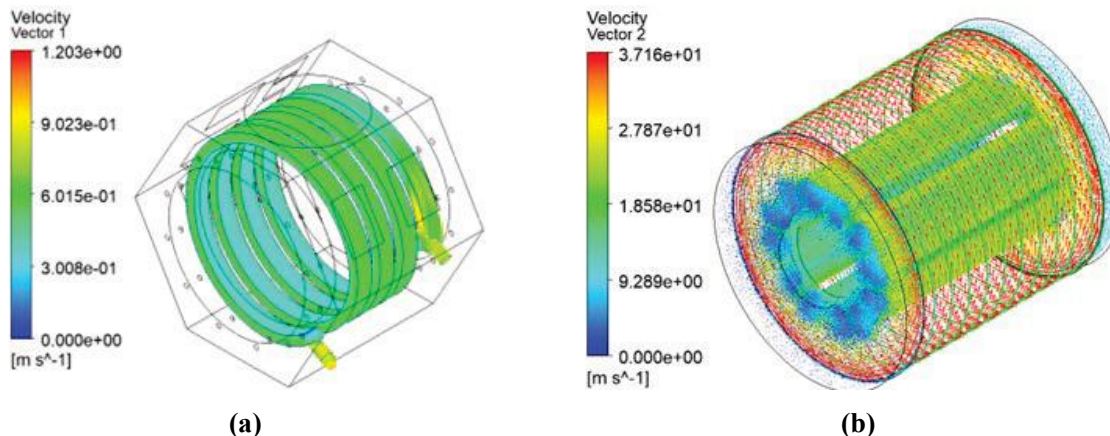 Velocity
Vector 1
1.203e+00
9.023e-01
6.015e-01
3.008e-01
0.000e+00
[m s^-1]
(a)
Velocity
Vector 2
3.716e+01
2.787e+01
1.858e+01
9.289e+00
0.000e+00
[m s^-1]
(b)